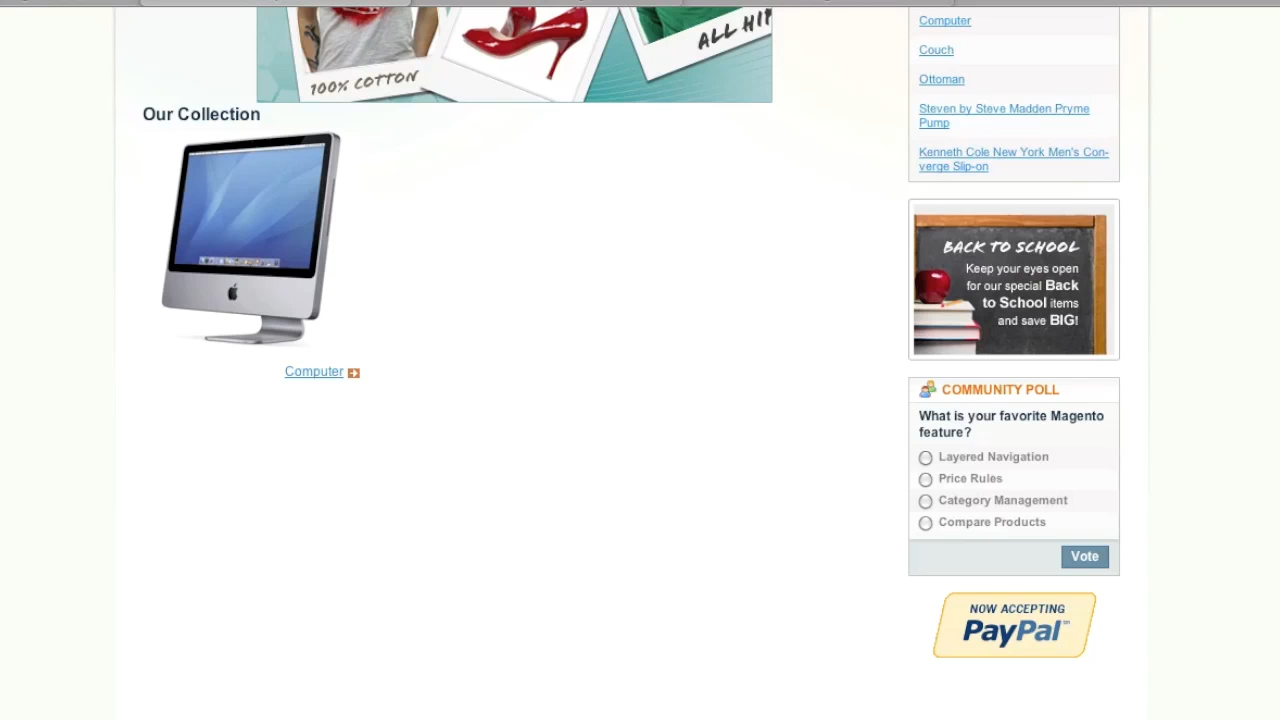 100% COTTON
ALL HIP
Our Collection
Computer
Computer
Couch
Ottoman
Steven by Steve Madden Pryme
Pump
Kenneth Cole New York Men's Con-
verge Slip-on
BACK TO SCHOOL
Keep your eyes open
for our special Back
to School items
and save BIG!
COMMUNITY POLL
What is your favorite Magento
feature?
Layered Navigation
Price Rules
Category Management
Compare Products
Vote
NOW ACCEPTING
PayPal